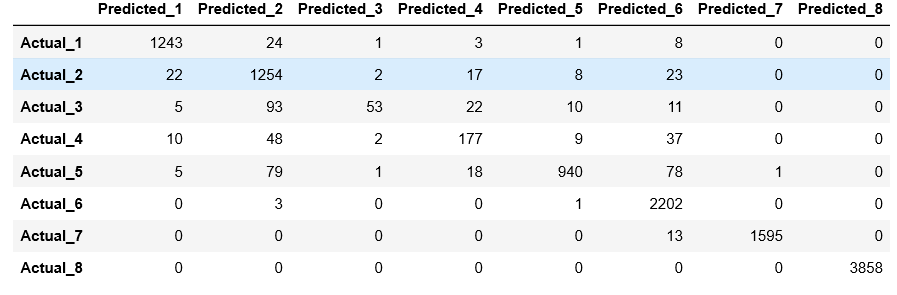 Predicted_1 Predicted_2 Predicted_3 Predicted_4 Predicted_5 Predicted_6 Predicted_7 Predicted_8
Actual_1 1243 24 1 3 1 8 0 0
Actual_2 22 1254 2 17 8 23 0 0
Actual_3 5 93 53 22 10 11 0 0
Actual_4 10 48 2 177 9 37 0 0
Actual_5 5 79 1 18 940 78 1 0
Actual_6 0 3 0 0 1 2202 0 0
Actual_7 0 0 0 0 0 13 1595 0
Actual_8 0 0 0 0 0 0 0 3858